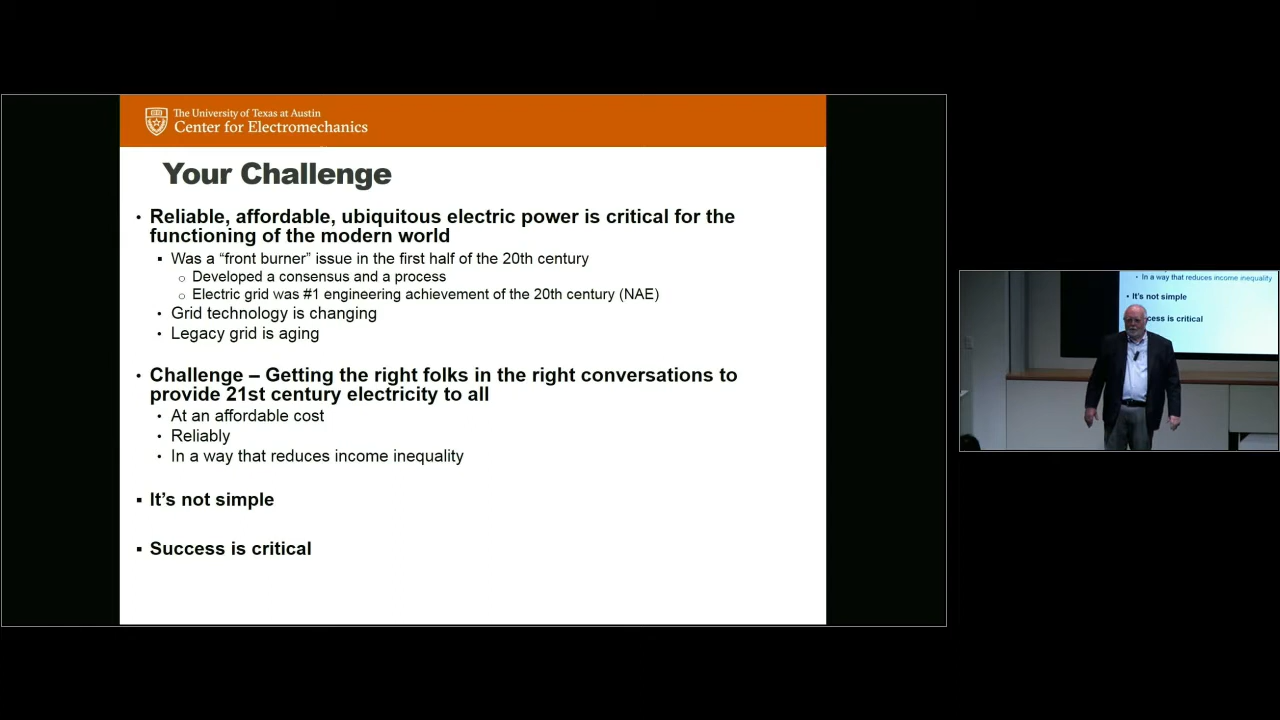 The University of Texas at Austin
Center for Electromechanics
Your Challenge
• Reliable, affordable, ubiquitous electric power is critical for the
functioning of the modern world
▪ Was a “front burner” issue in the first half of the 20th century
o Developed a consensus and a process
o Electric grid was #1 engineering achievement of the 20th century (NAE)
• Grid technology is changing
• Legacy grid is aging
• Challenge – Getting the right folks in the right conversations to
provide 21st century electricity to all
• At an affordable cost
• Reliably
• In a way that reduces income inequality
▪ It’s not simple
▪ Success is critical
• In a way that reduces income inequality
▪ It's not simple
cess is critical